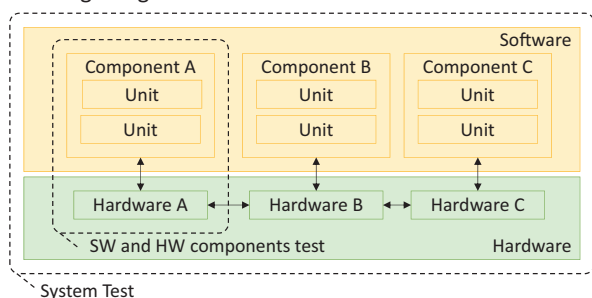 Software
Component A
Component B
Component C
Unit
Unit
Unit
Unit
Unit
Unit
Hardware A
Hardware B
Hardware C
SW and HW components test
Hardware
System Test